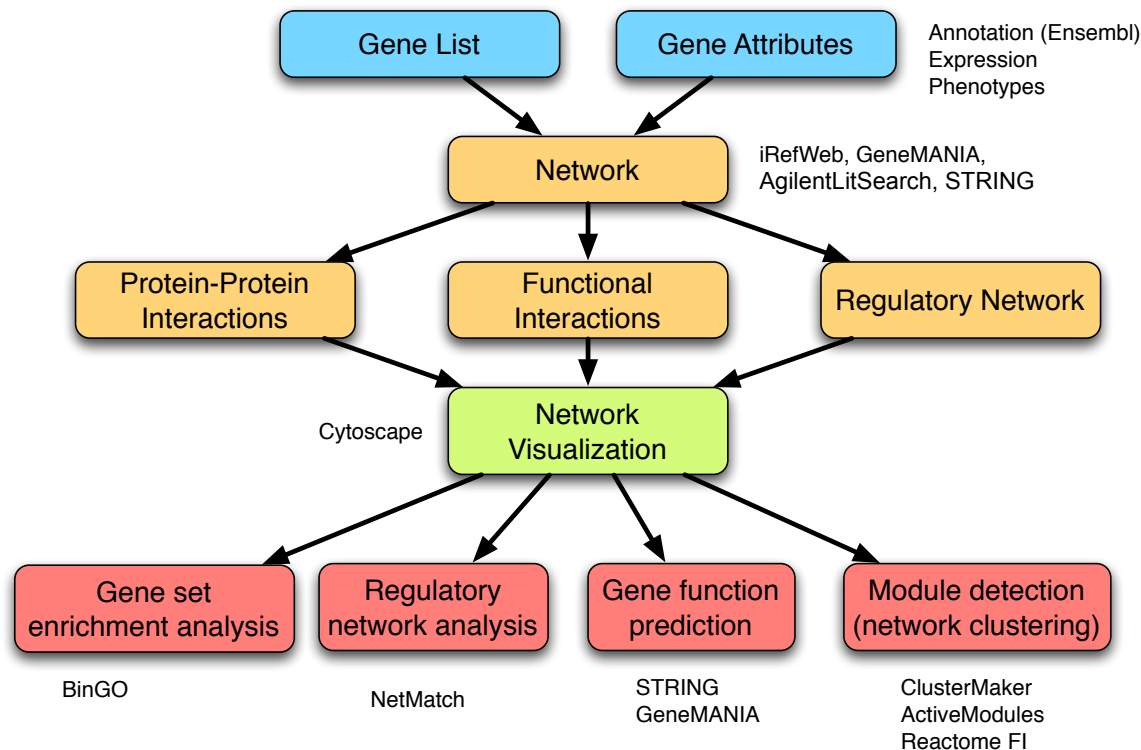 Gene List
Gene Attributes
Annotation (Ensembl)
Expression
Phenotypes
Network
iRefWeb, GeneMANIA,
AgilentLitSearch, STRING
Protein-Protein
Interactions
Functional
Interactions
Regulatory Network
Cytoscape
Network
Visualization
Gene set
enrichment analysis
Regulatory
network analysis
Gene function
prediction
Module detection
(network clustering)
BinGO
NetMatch
STRING
GeneMANIA
ClusterMaker
ActiveModules
Reactome FI